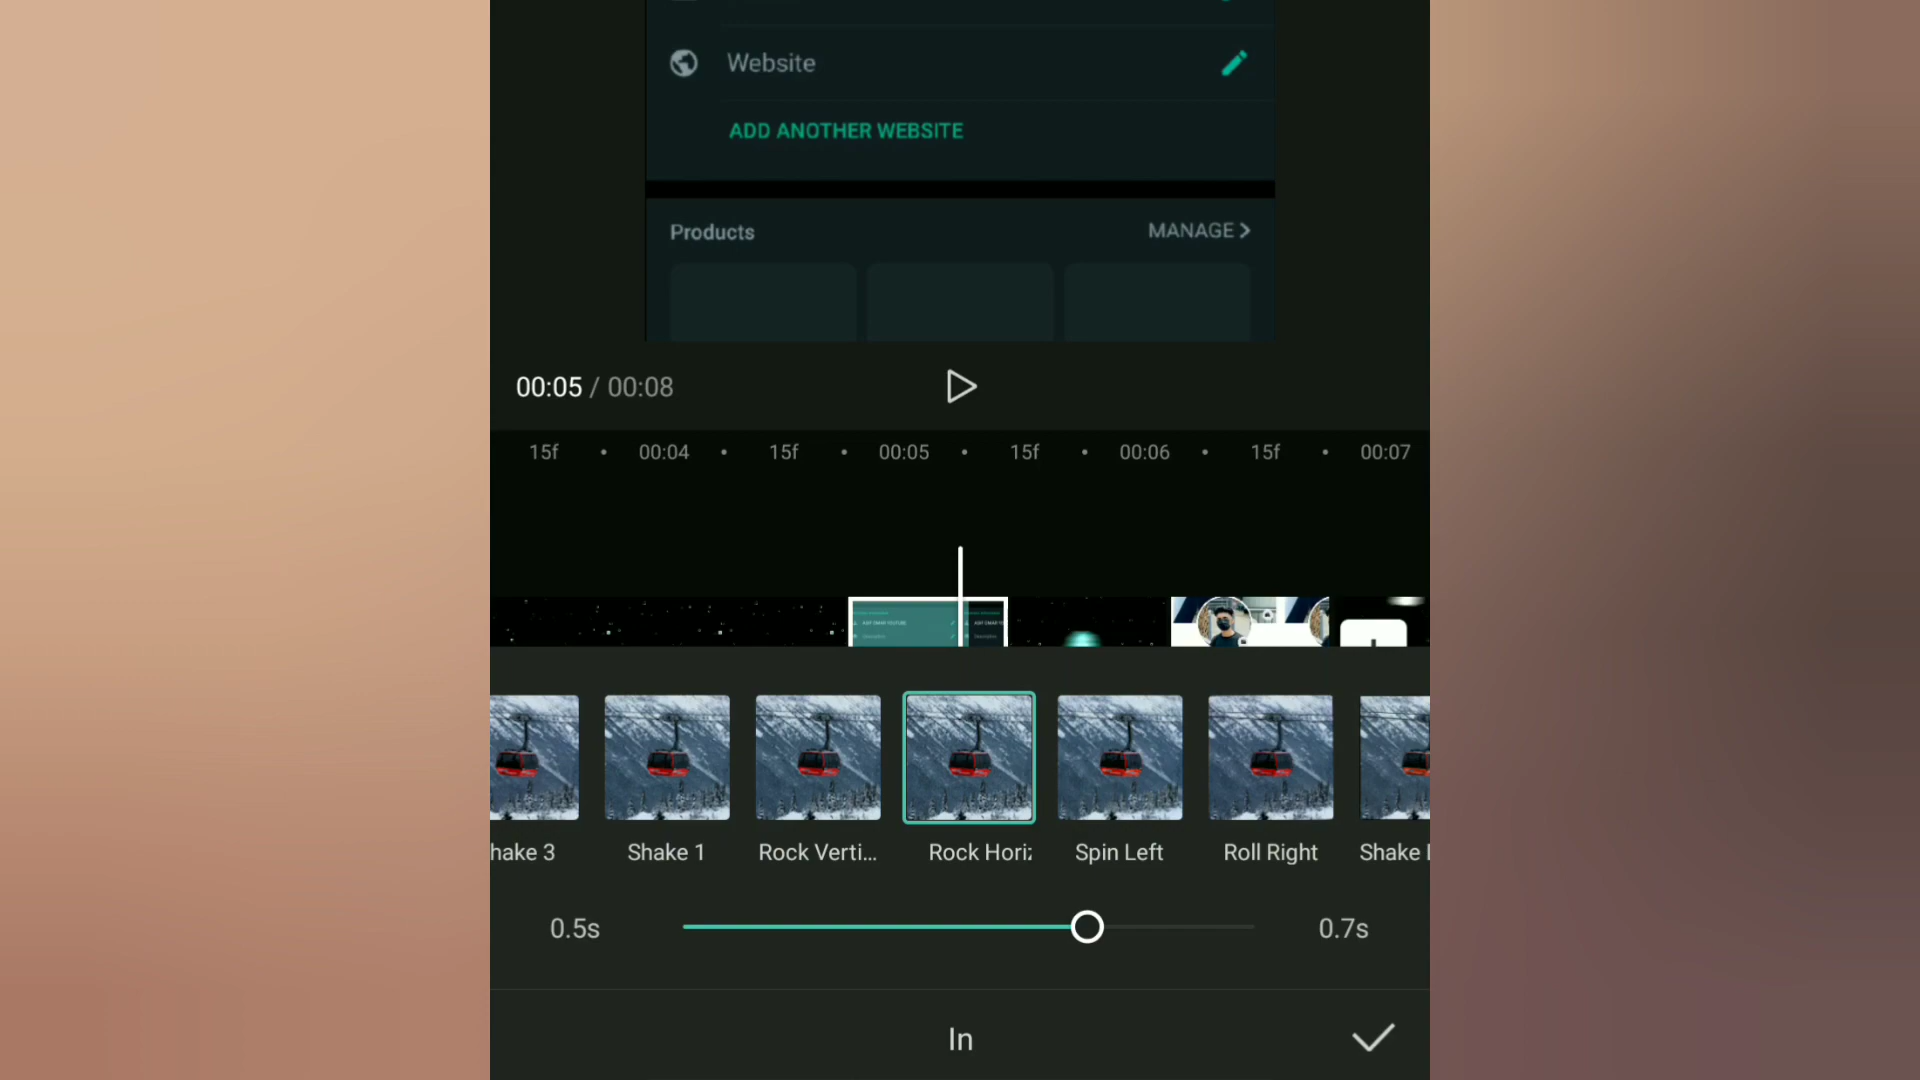 Website
ADD ANOTHER WEBSITE
Products
MANAGE
00:05 / 00:08
15f
00:04
15f
00:05
15f
00:06
15f
00:07
hake 3
Shake 1
Rock Verti...
Rock Hori
Spin Left
Roll Right
Shake
0.5s
0.7s
In